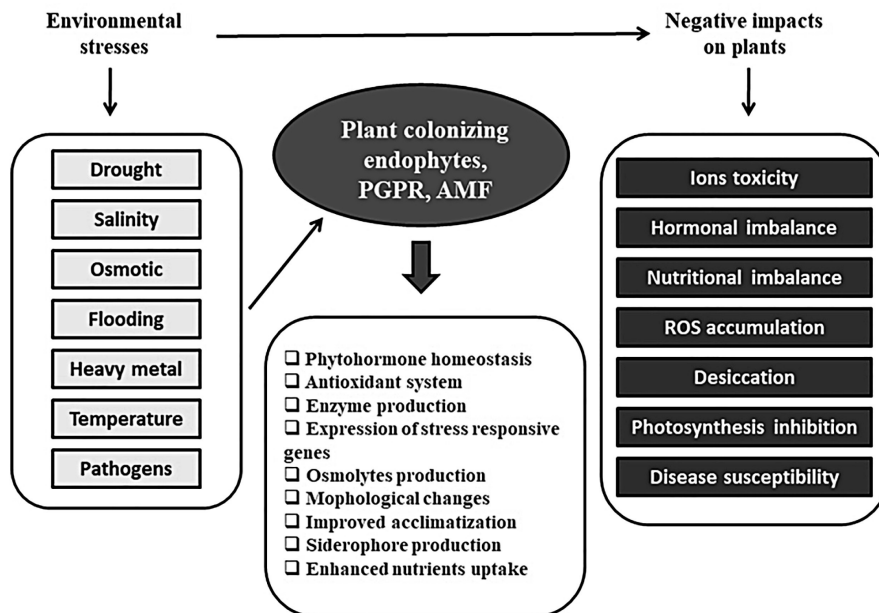 Environmental
stresses
Negative impacts
on plants
Drought
Salinity
Osmotic
Flooding
Heavy metal
Temperature
Pathogens
Plant colonizing
endophytes,
PGPR, AMF
❑ Phytohormone homeostasis
❑ Antioxidant system
❑ Enzyme production
❑ Expression of stress responsive
genes
❑ Osmolytes production
❑ Mophological changes
❑ Improved acclimatization
❑ Siderophore production
❑ Enhanced nutrients uptake
Ions toxicity
Hormonal imbalance
Nutritional imbalance
ROS accumulation
Desiccation
Photosynthesis inhibition
Disease susceptibility